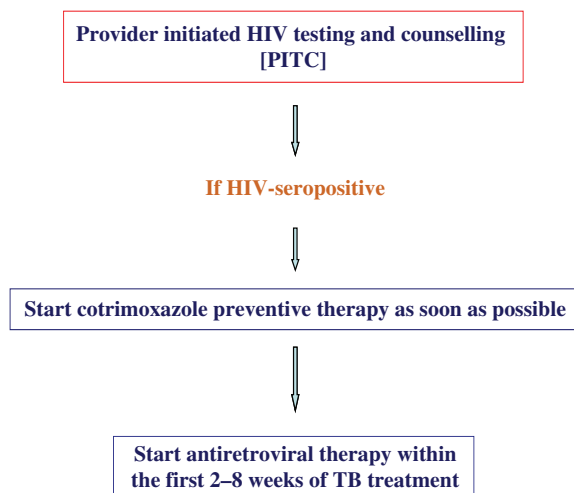 Provider initiated HIV testing and counselling
[PITC]
If HIV-seropositive
Start cotrimoxazole preventive therapy as soon as possible
Start antiretroviral therapy within
the first 2–8 weeks of TB treatment